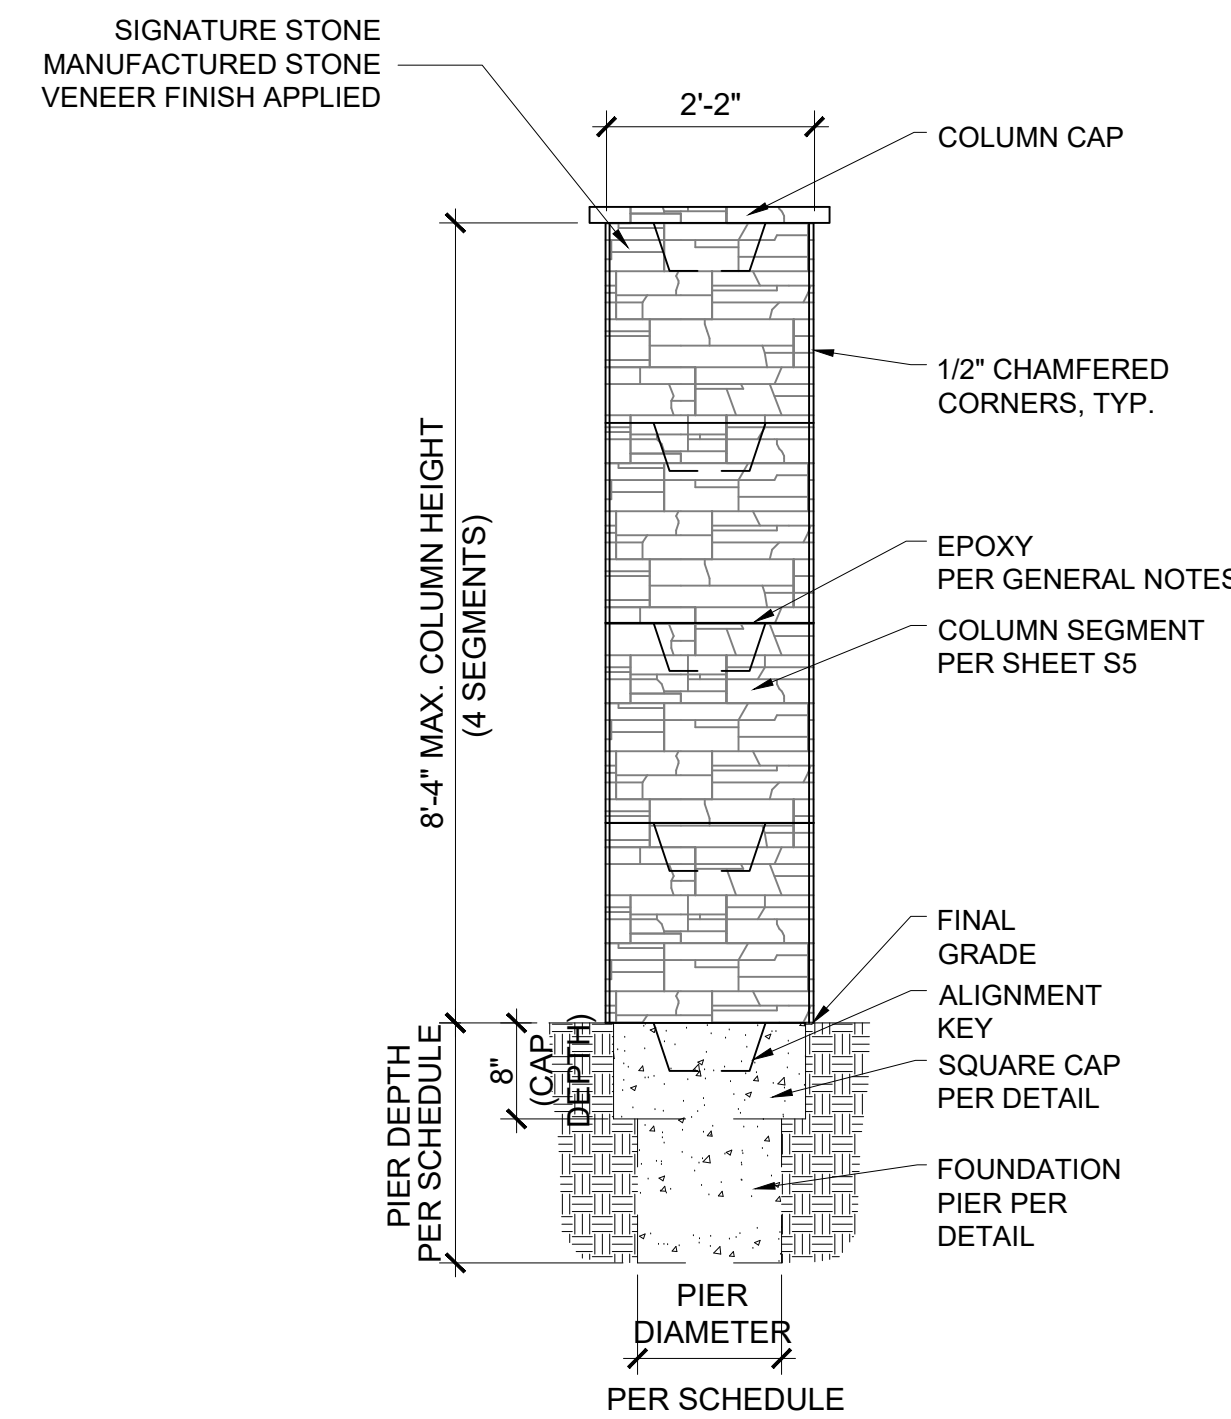 SIGNATURE STONE
MANUFACTURED STONE
VENEER FINISH APPLIED
2'-2"
COLUMN CAP
1/2" CHAMFERED
CORNERS, TYP.
8'-4" MAX. COLUMN HEIGHT
(4 SEGMENTS)
EPOXY
PER GENERAL NOTES
COLUMN SEGMENT
PER SHEET S5
FINAL
GRADE
ALIGNMENT
KEY
SQUARE CAP
PER DETAIL
8"
(CAP
DEPTH)
PIER DEPTH
PER SCHEDULE
FOUNDATION
PIER PER
DETAIL
PIER
DIAMETER
PER SCHEDULE